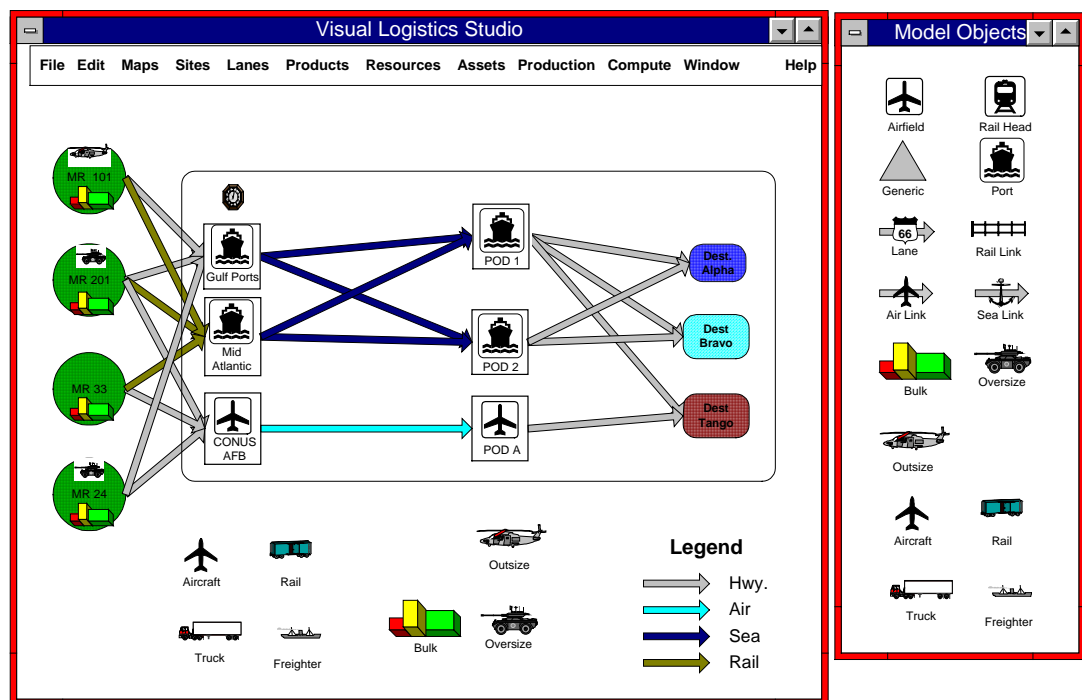 Visual Logistics Studio
File Edit Maps Sites Lanes Products Resources Assets Production Compute Window Help
MR 101
MR 201
MR 33
MR 24
Gulf Ports
Mid
Atlantic
CONUS
AFB
POD 1
POD 2
POD A
Dest.
Alpha
Dest
Bravo
Dest
Tango
Aircraft
Rail
Truck
Freighter
Bulk
Outsize
Oversize
Legend
Hwy.
Air
Sea
Rail
Model Objects
Airfield
Rail Head
Generic
Port
66
Lane
Rail Link
Air Link
Sea Link
Bulk
Oversize
Outsize
Aircraft
Rail
Truck
Freighter